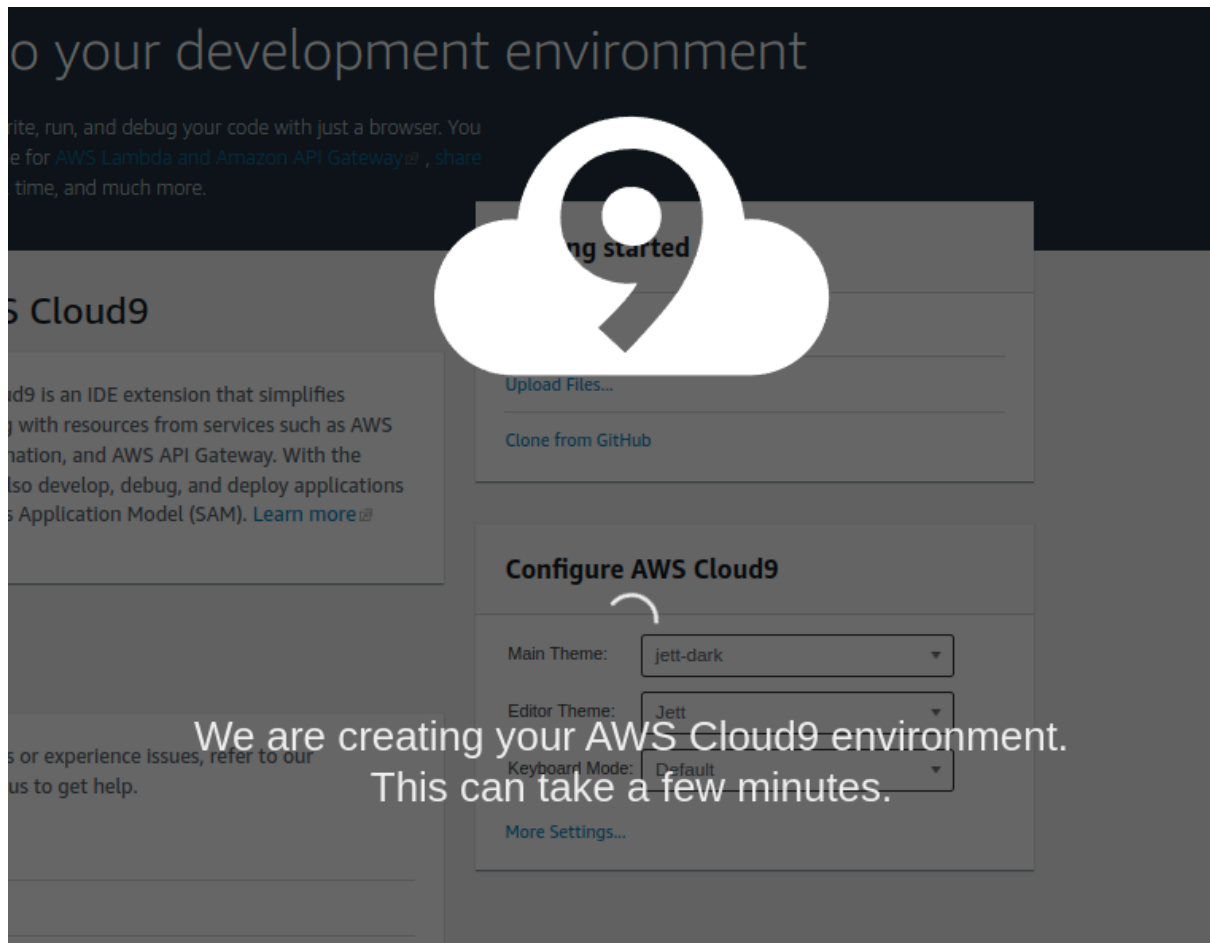 o your development environment
rite, run, and debug your code with just a browser. You
e for AWS Lambda and Amazon API Gateway , share
time, and much more.
9
ng started
S Cloud9
Upload Files...
Clone from GitHub
ud9 is an IDE extension that simplifies
g with resources from services such as AWS
nation, and AWS API Gateway. With the
lso develop, debug, and deploy applications
s Application Model (SAM). Learn more
Configure AWS Cloud9
Main Theme: jett-dark
Editor Theme: Jett
Keyboard Mode: Default
More Settings...
We are creating your AWS Cloud9 environment.
This can take a few minutes.
s or experience issues, refer to our
us to get help.